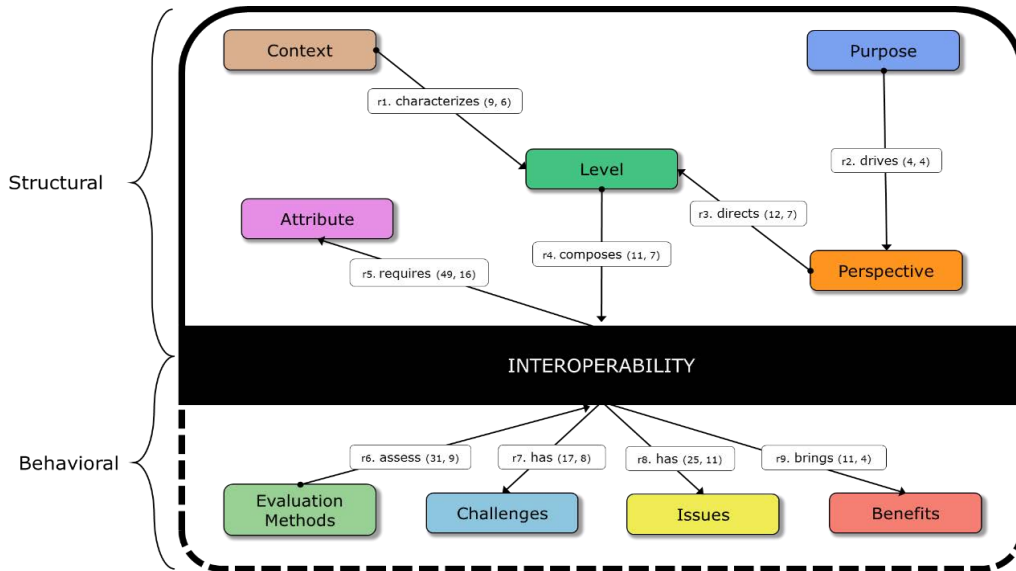 Context
Purpose
r1. characterizes (9, 6)
r2. drives (4, 4)
Level
Structural
Attribute
r3. directs (12, 7)
r4. composes (11, 7)
r5. requires (49, 16)
Perspective
INTEROPERABILITY
Behavioral
r6. assess (31, 9)
r7. has (17, 8)
r8. has (25, 11)
r9. brings (11, 4)
Evaluation
Methods
Challenges
Issues
Benefits